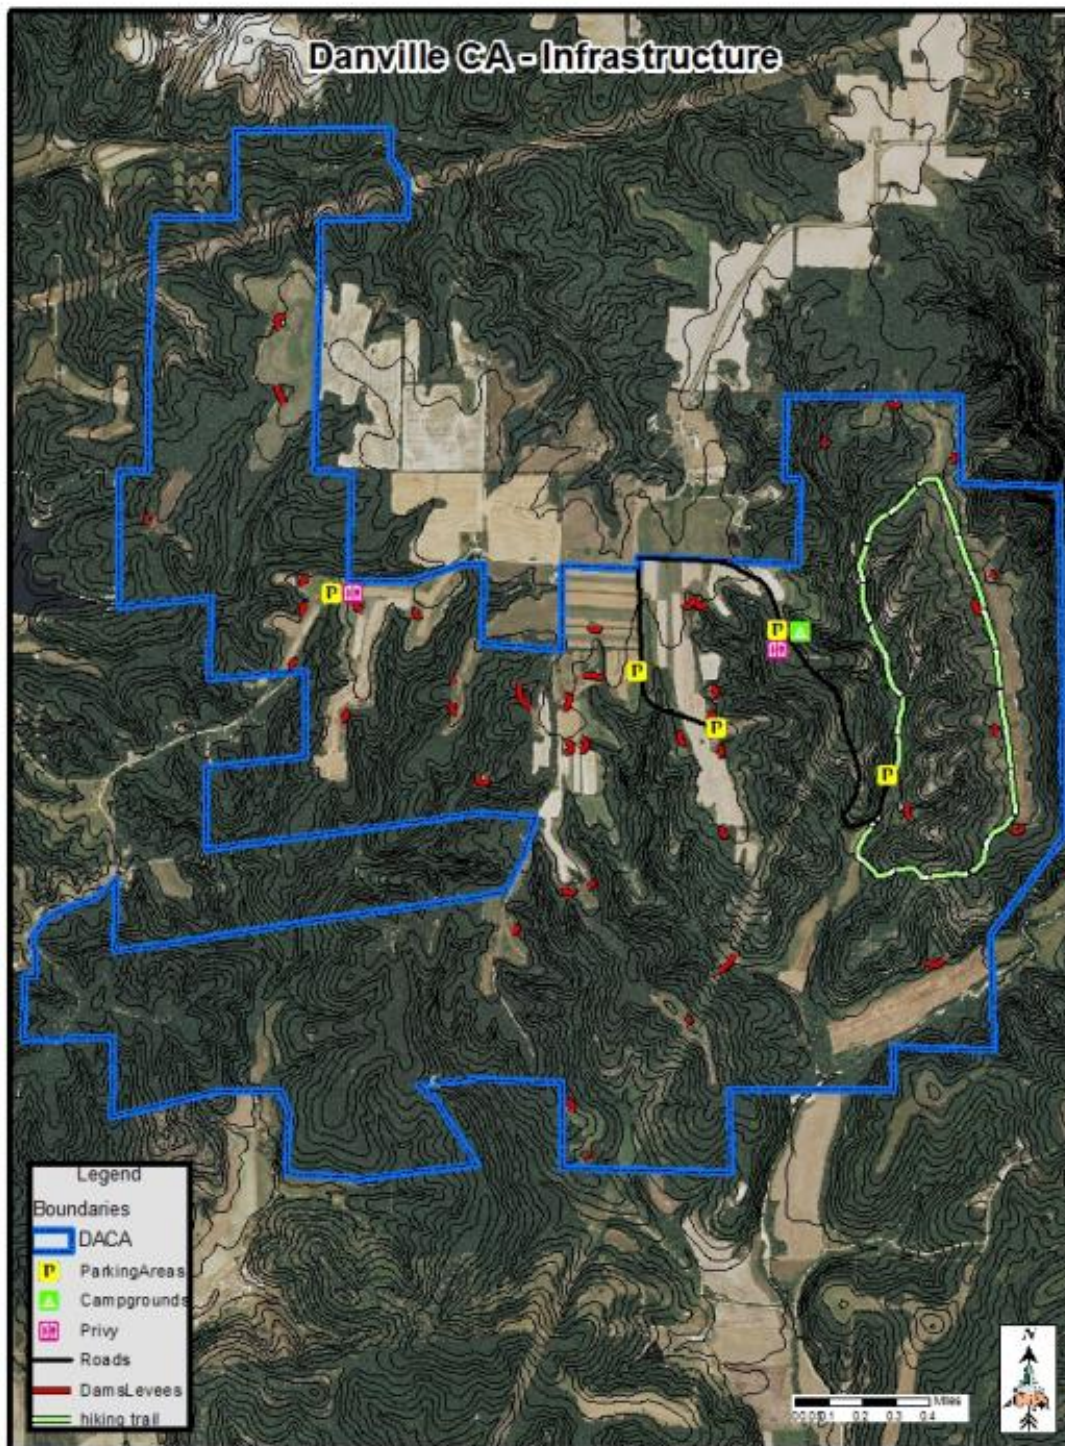 Danville CA - Infrastructure
P
P
P
P
P
Legend
Boundaries
DACA
P ParkingAreas
Campgrounds
Privy
Roads
DamsLevees
hiking trail
Miles
0.1 0.2 0.3 0.4
N